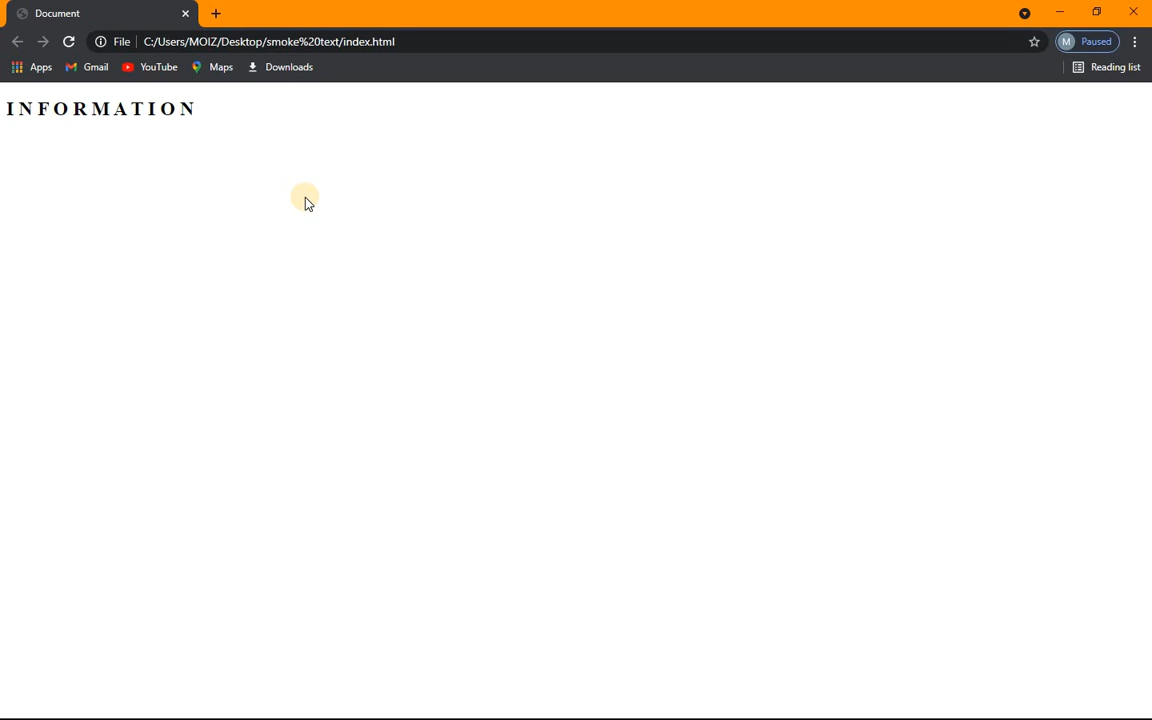 Document
File C:/Users/MOIZ/Desktop/smoke%20text/index.html
M Paused
Apps Gmail YouTube Maps Downloads Reading list
I N F O R M A T I O N